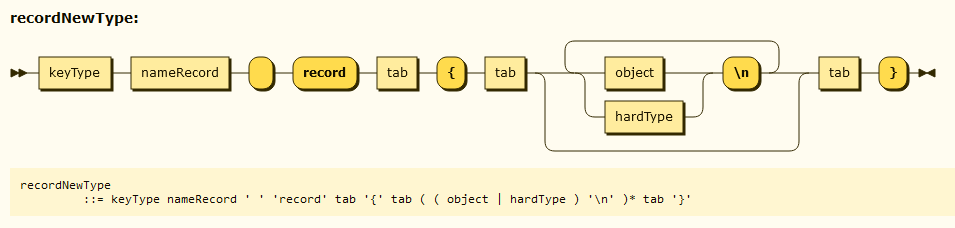 recordNewType:
keyType nameRecord record tab { tab object \n tab }
hardType
recordNewType
::= keyType nameRecord ' ' 'record' tab '{' tab ( ( object | hardType ) '\n' )* tab '}'